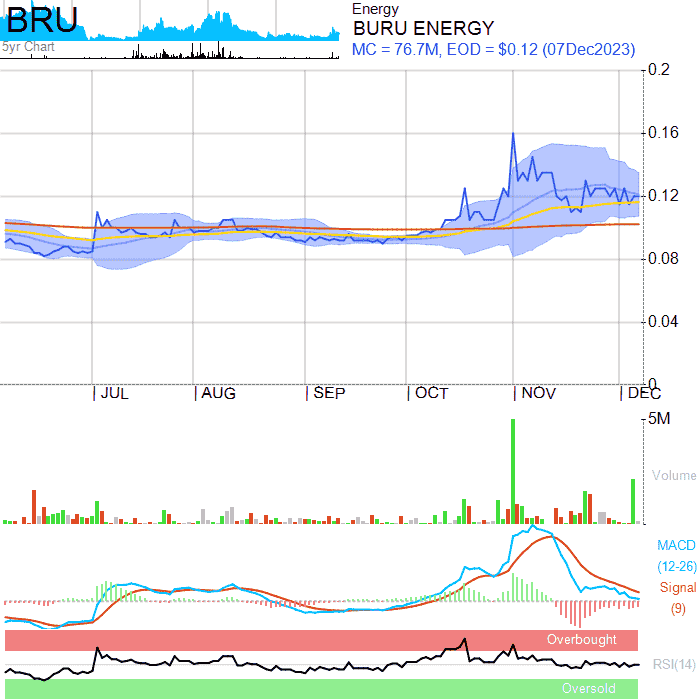 BRU
5yr Chart
Energy
BURU ENERGY
MC = 76.7M, EOD = $0.12 (07Dec2023)
0.2
0.16
0.12
0.08
0.04
0
JUL AUG SEP OCT NOV DEC
5M
Volume
MACD
(12-26)
Signal
(9)
Overbought
RSI(14)
Oversold